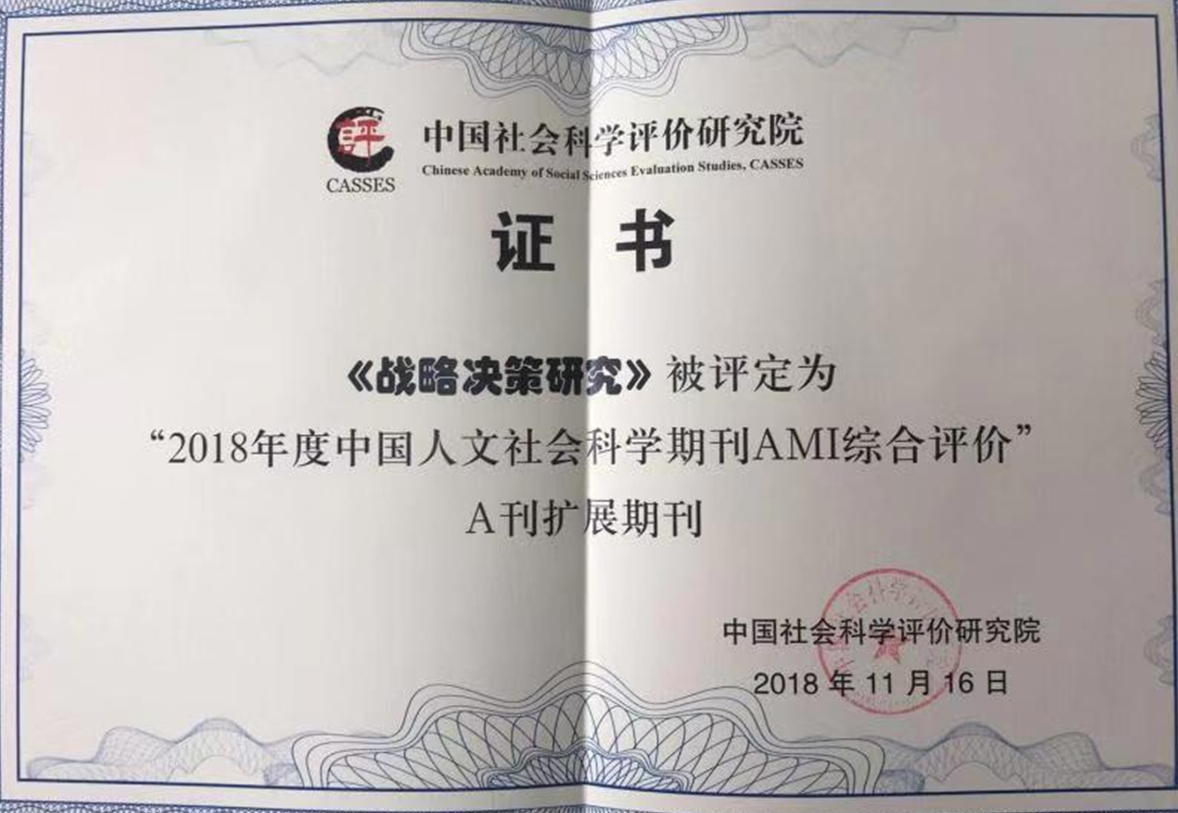 評
中国社会科学评价研究院
CASSES
Chinese Academy of Social Sciences Evaluation Studies, CASSES
证 书
《战略决策研究》被评定为
“2018年度中国人文社会科学期刊AMI综合评价”
A刊扩展期刊
中国社会科学评价研究院
2018 年 11 月 16 日